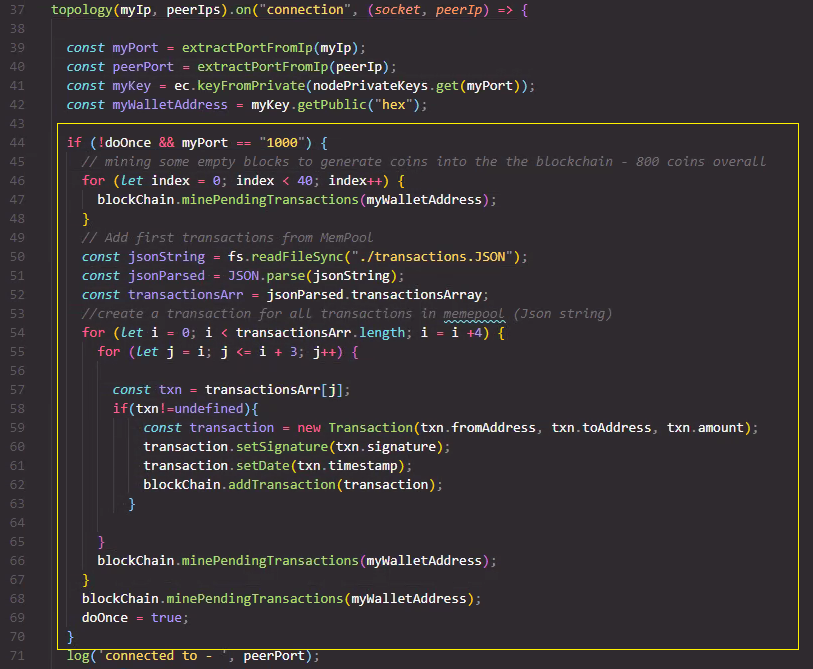 37 topology(myIp, peerIps).on("connection", (socket, peerIp) => {
38
39 const myPort = extractPortFromIp(myIp);
40 const peerPort = extractPortFromIp(peerIp);
41 const myKey = ec.keyFromPrivate(nodePrivateKeys.get(myPort));
42 const myWalletAddress = myKey.getPublic("hex");
43
44 if (!doOnce && myPort == "1000") {
45 // mining some empty blocks to generate coins into the the blockchain - 800 coins overall
46 for (let index = 0; index < 40; index++) {
47 blockChain.minePendingTransactions(myWalletAddress);
48 }
49 // Add first transactions from MemPool
50 const jsonString = fs.readFileSync("./transactions.JSON");
51 const jsonParsed = JSON.parse(jsonString);
52 const transactionsArr = jsonParsed.transactionsArray;
53 //create a transaction for all transactions in memepool (Json string)
54 for (let i = 0; i < transactionsArr.length; i = i +4) {
55 for (let j = i; j <= i + 3; j++) {
56
57 const txn = transactionsArr[j];
58 if(txn!=undefined){
59 const transaction = new Transaction(txn.fromAddress, txn.toAddress, txn.amount);
60 transaction.setSignature(txn.signature);
61 transaction.setDate(txn.timestamp);
62 blockChain.addTransaction(transaction);
63 }
64
65 }
66 blockChain.minePendingTransactions(myWalletAddress);
67 }
68 blockChain.minePendingTransactions(myWalletAddress);
69 doOnce = true;
70 }
71 log('connected to - ', peerPort);